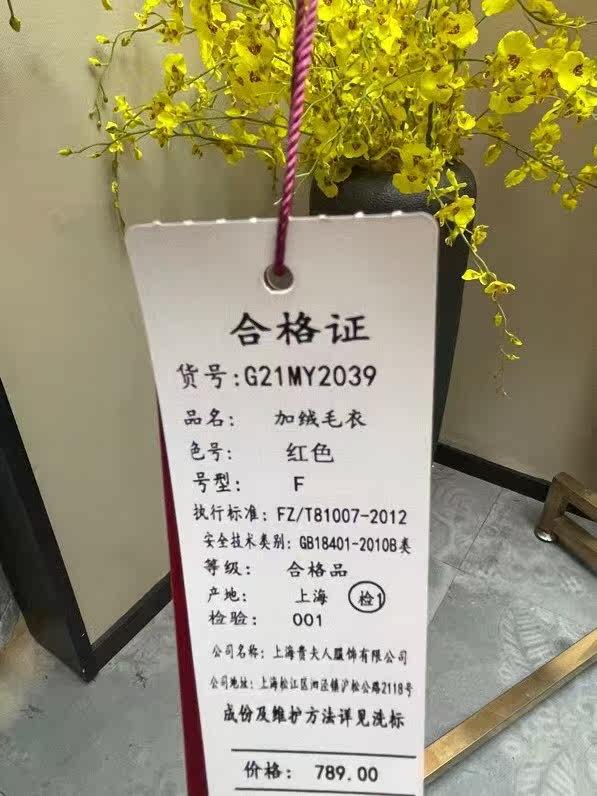 合格证
货号:G21MY2039
品名: 加绒毛衣
色号: 红色
号型: F
执行标准: FZ/T81007-2012
安全技术类别: GB18401-2010B类
等级: 合格品
产地: 上海 检1
检验: 001
公司名称: 上海贵夫人服饰有限公司
公司地址: 上海松江区泗泾镇沪松公路2118号
成份及维护方法详见洗标
价格: 789.00